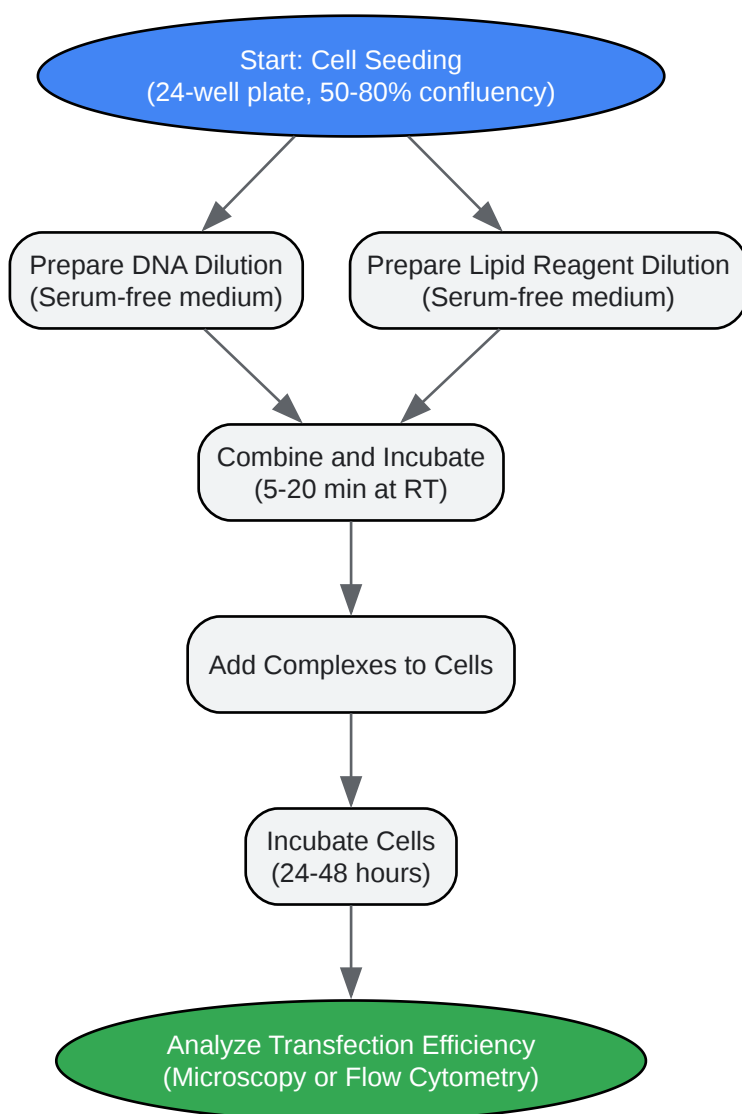 Start: Cell Seeding
(24-well plate, 50-80% confluency)
Prepare DNA Dilution
(Serum-free medium)
Prepare Lipid Reagent Dilution
(Serum-free medium)
Combine and Incubate
(5-20 min at RT)
Add Complexes to Cells
Incubate Cells
(24-48 hours)
Analyze Transfection Efficiency
(Microscopy or Flow Cytometry)